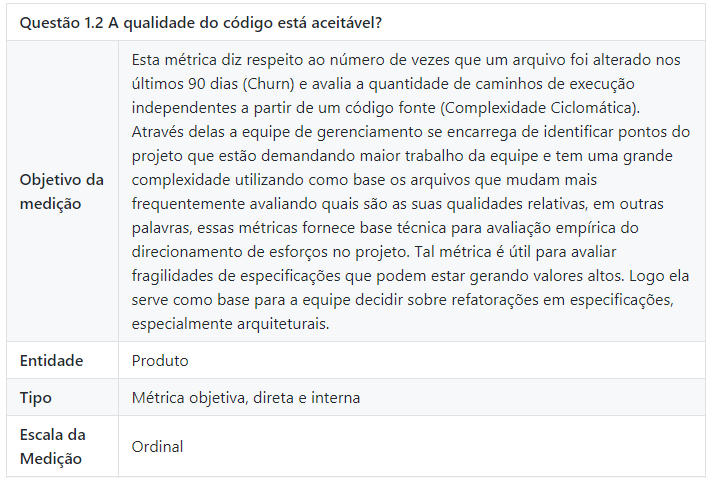 Questão 1.2 A qualidade do código está aceitável?
Esta métrica diz respeito ao número de vezes que um arquivo foi alterado nos
últimos 90 dias (Churn) e avalia a quantidade de caminhos de execução
independentes a partir de um código fonte (Complexidade Ciclomática).
Através delas a equipe de gerenciamento se encarrega de identificar pontos do
projeto que estão demandando maior trabalho da equipe e tem uma grande
Objetivo da
medição
complexidade utilizando como base os arquivos que mudam mais
frequentemente avaliando quais são as suas qualidades relativas, em outras
palavras, essas métricas fornece base técnica para avaliação empírica do
direcionamento de esforços no projeto. Tal métrica é útil para avaliar
fragilidades de especificações que podem estar gerando valores altos. Logo ela
serve como base para a equipe decidir sobre refatorações em especificações,
especialmente arquiteturais.
Entidade
Produto
Tipo
Métrica objetiva, direta e interna
Escala da
Medição
Ordinal